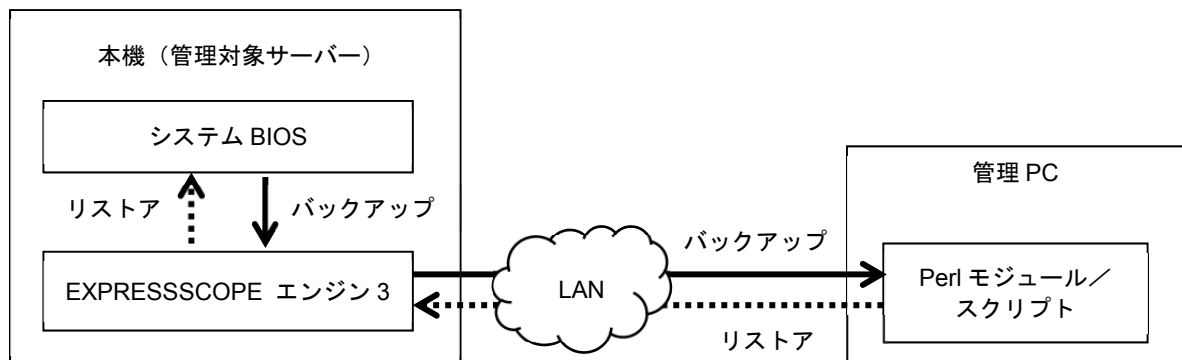 本機（管理対象サーバー）
システム BIOS
リストア
バックアップ
EXPRESSSCOPE エンジン 3
LAN
バックアップ
リストア
管理 PC
Perl モジュール／
スクリプト